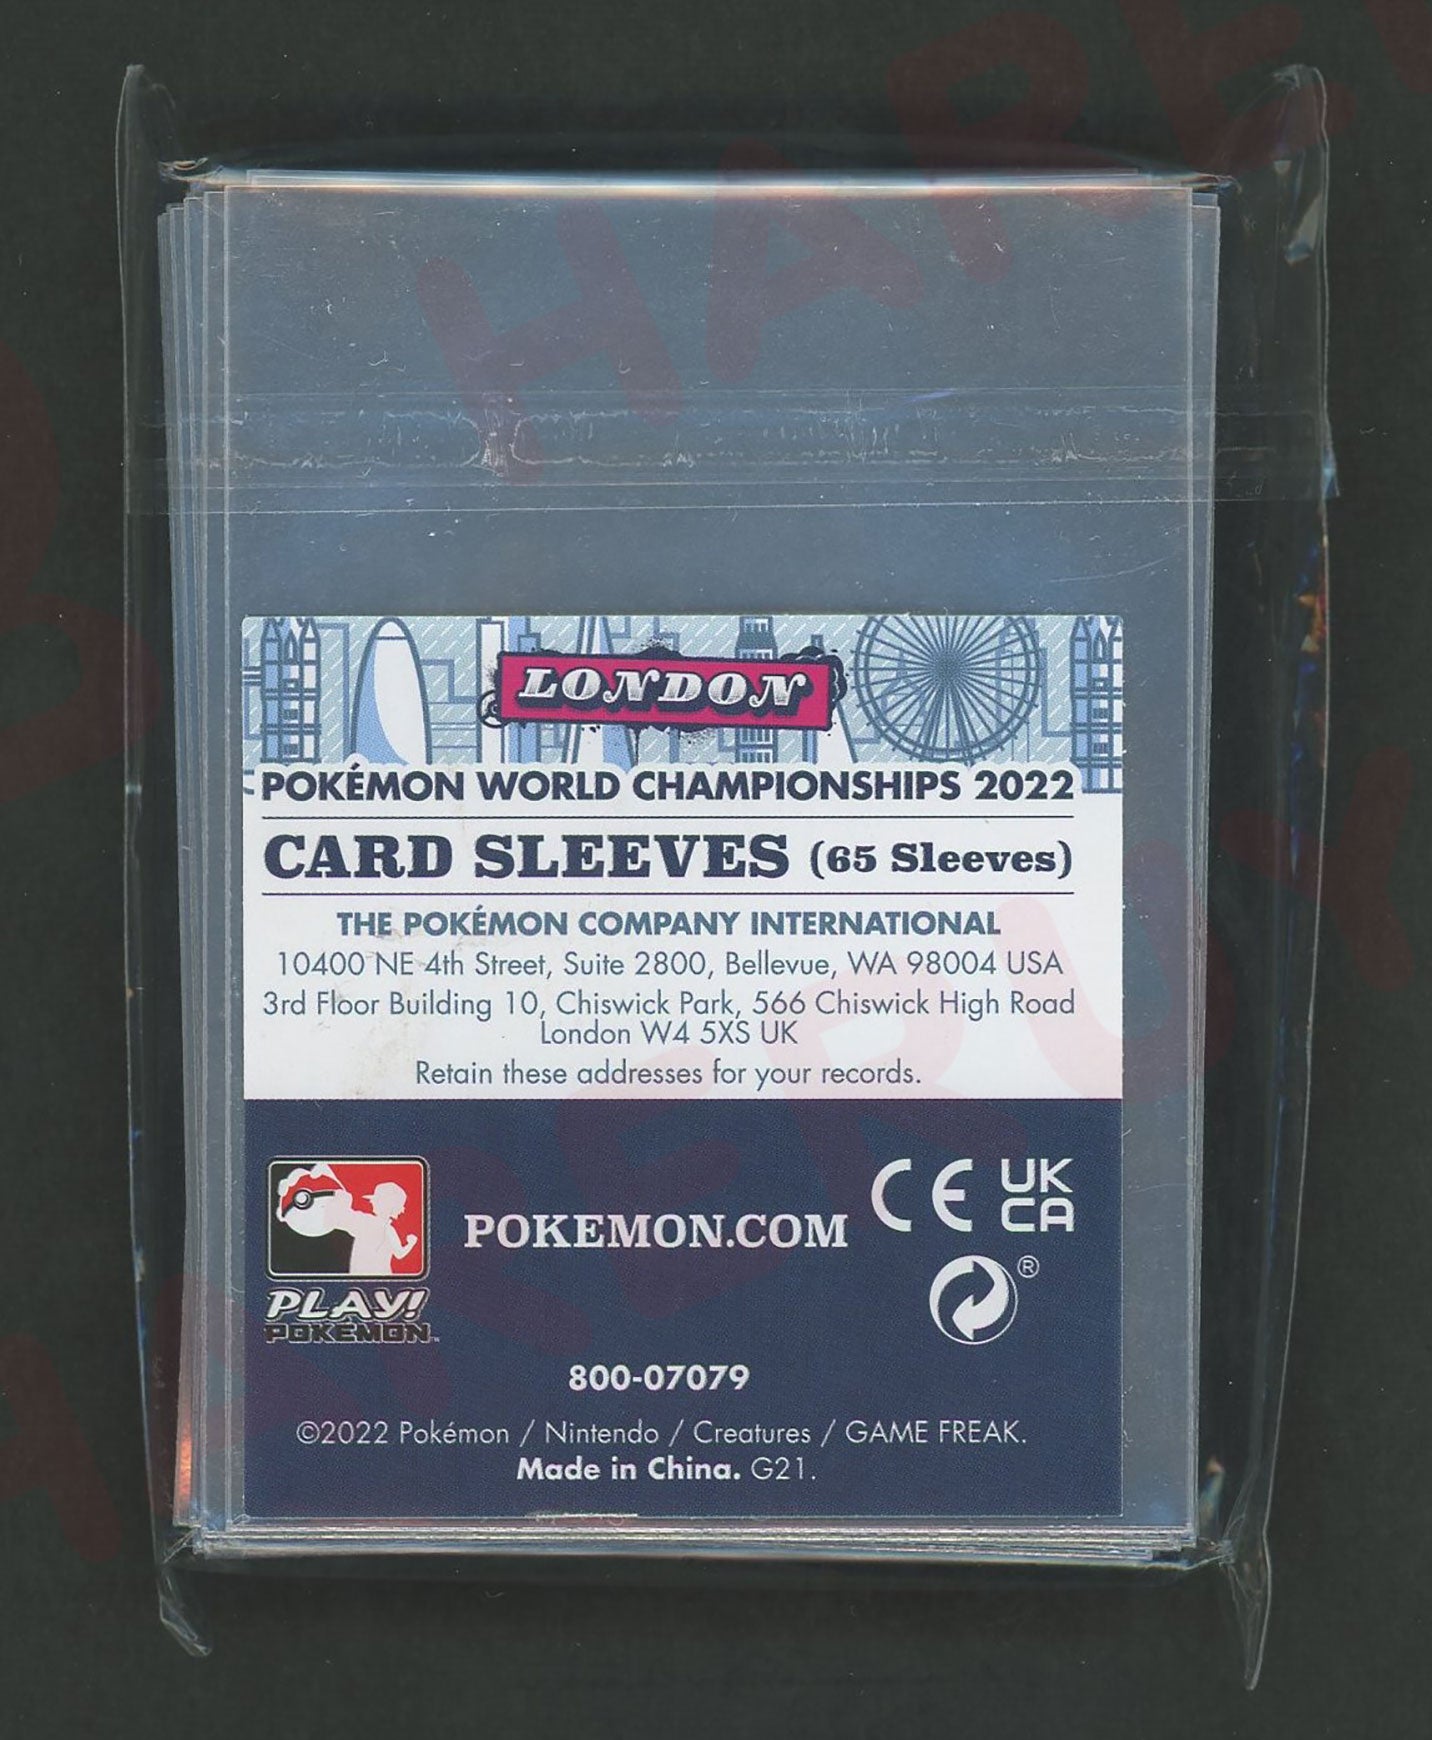 LONDON
POKÉMON WORLD CHAMPIONSHIPS 2022
CARD SLEEVES (65 Sleeves)
THE POKÉMON COMPANY INTERNATIONAL
10400 NE 4th Street, Suite 2800, Bellevue, WA 98004 USA
3rd Floor Building 10, Chiswick Park, 566 Chiswick High Road
London W4 5XS UK
Retain these addresses for your records.
CE UK
CA
POKEMON.COM
®
PLAY!
POKÉMON™
800-07079
©2022 Pokémon / Nintendo / Creatures / GAME FREAK.
Made in China. G21.